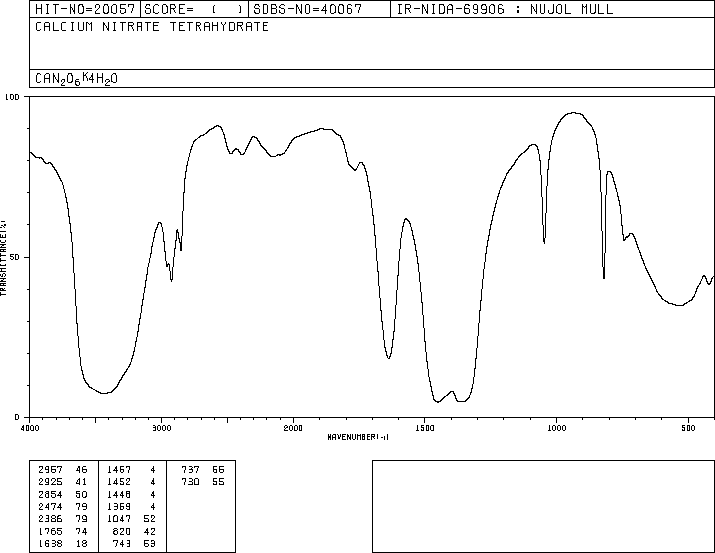 HIT-NO=20057 SCORE= ( ) SDBS-NO=40067 IR-NIDA-69906 : NUJOL MULL
CALCIUM NITRATE TETRAHYDRATE
CAN2O6K4H2O
100
50
0
TRANSMITTANCE(%)
4000 3000 2000 1500 1000 500
WAVENUMBER(-1)
2967 46 1467 4 737 66
2925 41 1452 4 730 55
2854 50 1448 4
2474 79 1369 4
2386 79 1047 52
1765 74 820 42
1638 18 743 69